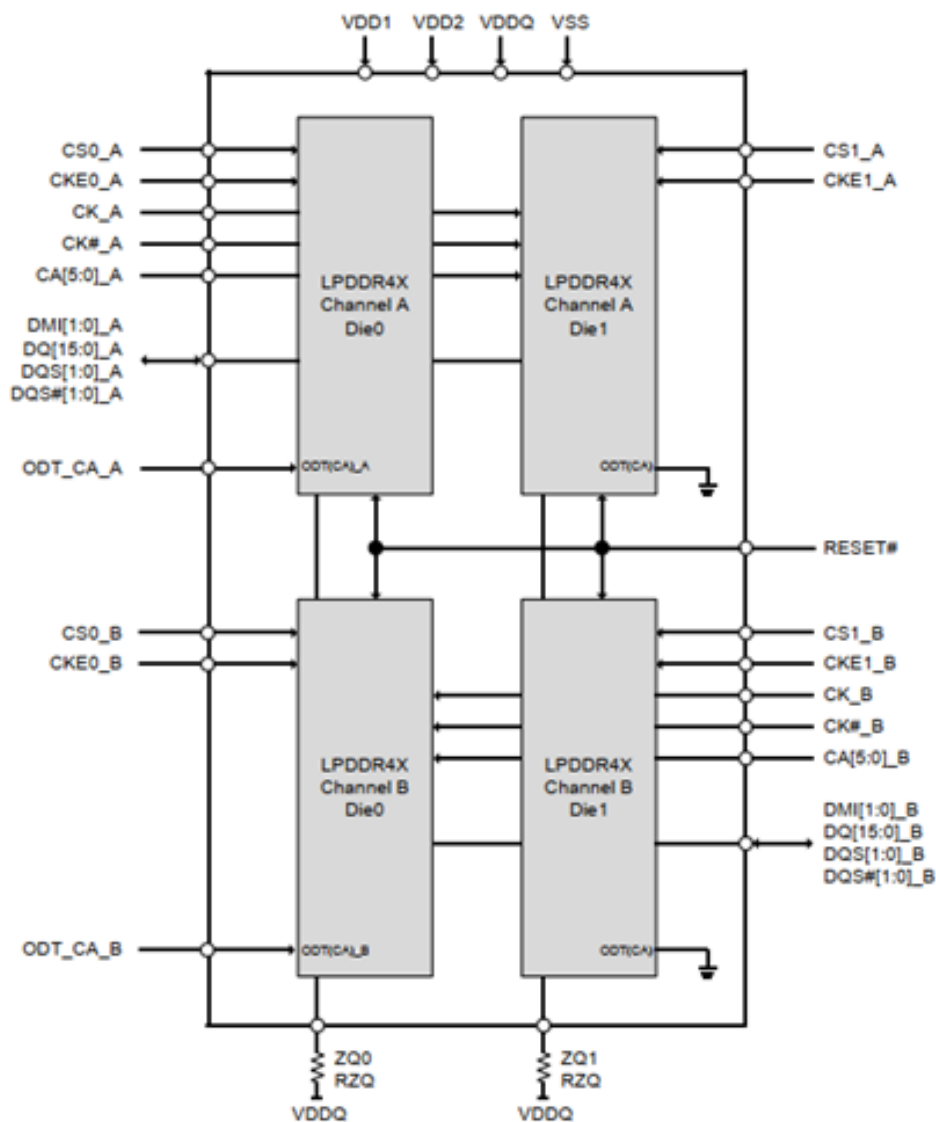 VDD1 VDD2 VDDQ VSS
CS0_A
CS1_A
CKE0_A
CKE1_A
CK_A
CK#_A
CA[5:0]_A
LPDDR4X
Channel A
Die0
LPDDR4X
Channel A
Die1
DMI[1:0]_A
DQ[15:0]_A
DQS[1:0]_A
DQS#[1:0]_A
ODT_CA_A
ODT(CA)_A
ODT(CA)
RESET#
CS0_B
CS1_B
CKE0_B
CKE1_B
CK_B
CK#_B
CA[5:0]_B
LPDDR4X
Channel B
Die0
LPDDR4X
Channel B
Die1
DMI[1:0]_B
DQ[15:0]_B
DQS[1:0]_B
DQS#[1:0]_B
ODT_CA_B
ODT(CA)_B
ODT(CA)
ZQ0
RZQ
VDDQ
ZQ1
RZQ
VDDQ